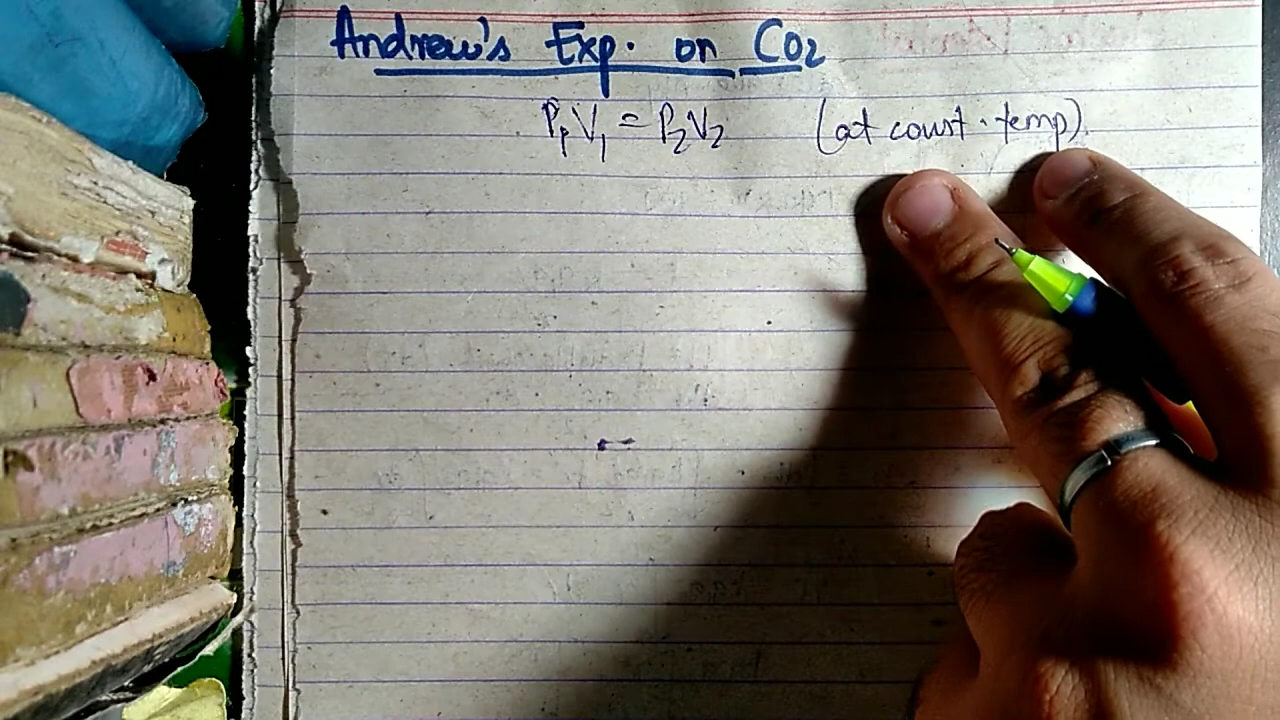 Andrew's Exp. on CO2
P1V1 = P2V2 (at const. temp).